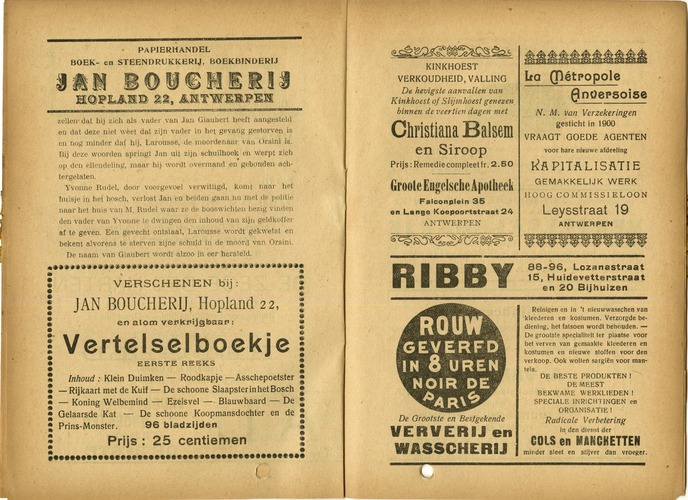 PAPIERHANDEL
BOEK- en STEENDRUKKERIJ, BOEKBINDERIJ
JAN BOUCHERIJ
HOPLAND 22, ANTWERPEN
zellen dat hij zich als vader van Jan Giaubert heeft aangesteld
en dat deze niet weet dat zijn vader in het gevang gestorven is
en nog minder dat hij, Larousse, de moordenaar van Orsini is.
Bij deze woorden springt Jan uit zijn schuilhoek en werpt zich
op den ellendeling, maar hij wordt overmand en gebonden ach-
tergelaten.
Yvonne Rudel, door voorgevoel verwittigd, komt naar het
huisje in het bosch, verlost Jan en beiden gaan nu met de politie
naar het huis van M. Rudel waar ze de booswichten bezig vinden
den vader van Yvonne te dwingen den inhoud van zijn geldkoffer
af te geven. Een gevecht ontstaat, Larousse wordt gekwetst en
bekent alvorens te sterven zijne schuld in de moord van Orsini.
De naam van Giaubert wordt alzoo in eer hersteld.
VERSCHENEN bij:
JAN BOUCHERIJ, Hopland 22,
en alom verkrijgbaar:
Vertelselboekje
EERSTE REEKS
Inhoud: Klein Duimken — Roodkapje — Asschepoetster
— Rijkaart met de Kuif — De schoone Slaapster in het Bosch
— Koning Welbemind — Ezelsvel — Blauwbaard — De
Gelaarsde Kat — De schoone Koopmansdochter en de
Prins-Monster. 96 bladzijden
Prijs: 25 centiemen
KINKHOEST
VERKOUDHEID, VALLING
De hevigste aanvallen van
Kinkhoest of Slijmhoest genezen
binnen de veertien dagen met
Christiana Balsem
en Siroop
Prijs: Remedie compleet fr. 2.50
Groote Engelsche Apotheek
Falconplein 35
en Lange Koepoortstraat 24
ANTWERPEN
La Métropole
Anversoise
N. M. van Verzekeringen
gesticht in 1900
VRAAGT GOEDE AGENTEN
voor hare nieuwe afdeeling
KAPITALISATIE
GEMAKKELIJK WERK
HOOG COMMISSIELOON
Leysstraat 19
ANTWERPEN
RIBBY
88-96, Lozanastraat
15, Huidevetterstraat
en 20 Bijhuizen
ROUW
GEVERFD
IN 8 UREN
NOIR DE
PARIS
De Grootste en Bestgekende
VERVERIJ en
WASSCHERIJ
Reinigen en in 't nieuwwasschen van
kleederen en kostumen. Verzorgde be-
diening, het fatsoen wordt behouden. —
De grootste specialiteit ter plaatse voor
het verven van gemaakte kleederen en
kostumen en nieuwe stoffen voor den
verkoop. Ook wollen sargiën voor man-
tels.
DE BESTE PRODUKTEN!
DE MEEST
BEKWAME WERKLIEDEN!
SPECIALE INRICHTINGEN en
ORGANISATIE!
Radicale Verbetering
in den dienst der
COLS en MANCHETTEN
minder sleet en stijver dan vroeger.